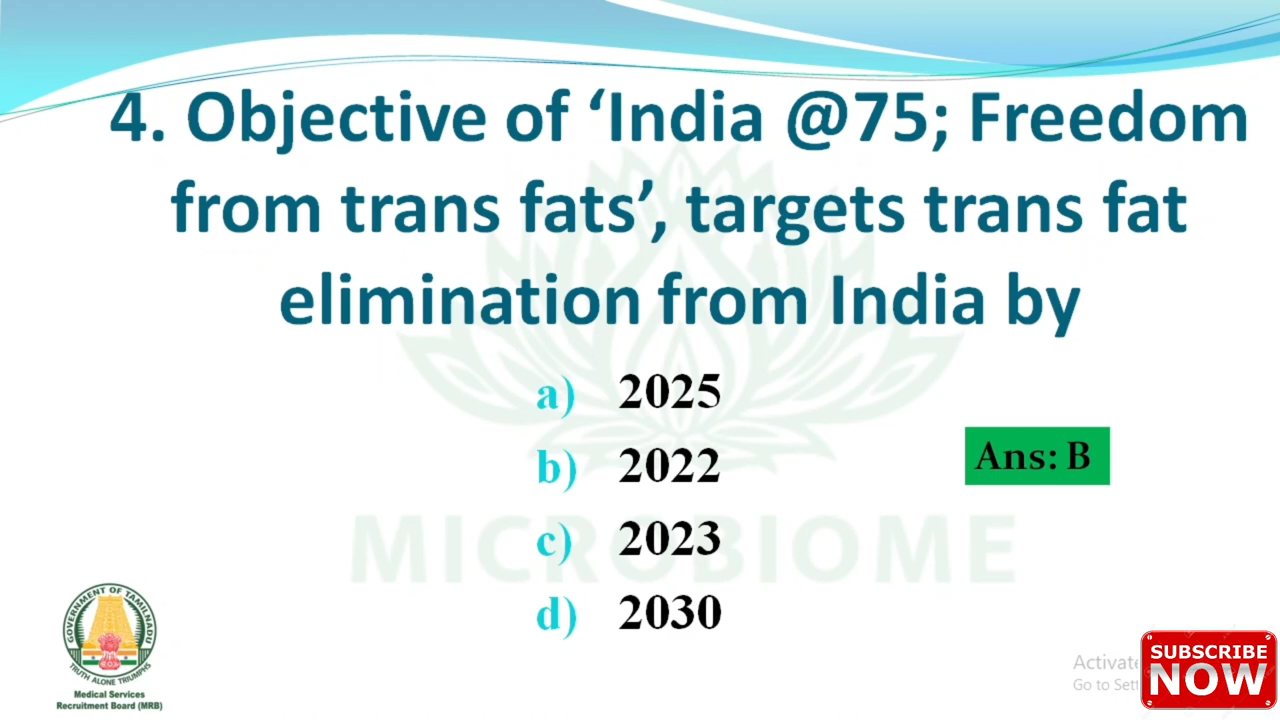 4. Objective of ‘India @75; Freedom
from trans fats’, targets trans fat
elimination from India by
a) 2025
b) 2022
Ans: B
c) 2023
d) 2030
MICROBIOME
GOVERNMENT OF TAMILNADU
TRUTH ALONE TRIUMPHS
Medical Services
Recruitment Board (MRB)
Activate
Go to Sett
SUBSCRIBE
NOW